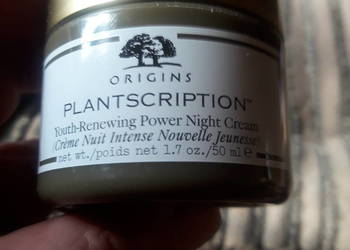 ORIGINS
PLANTSCRIPTION™
Youth-Renewing Power Night Cream
(Crème Nuit Intense Nouvelle Jeunesse)
net wt./poids net 1.7 oz./50 ml ℮